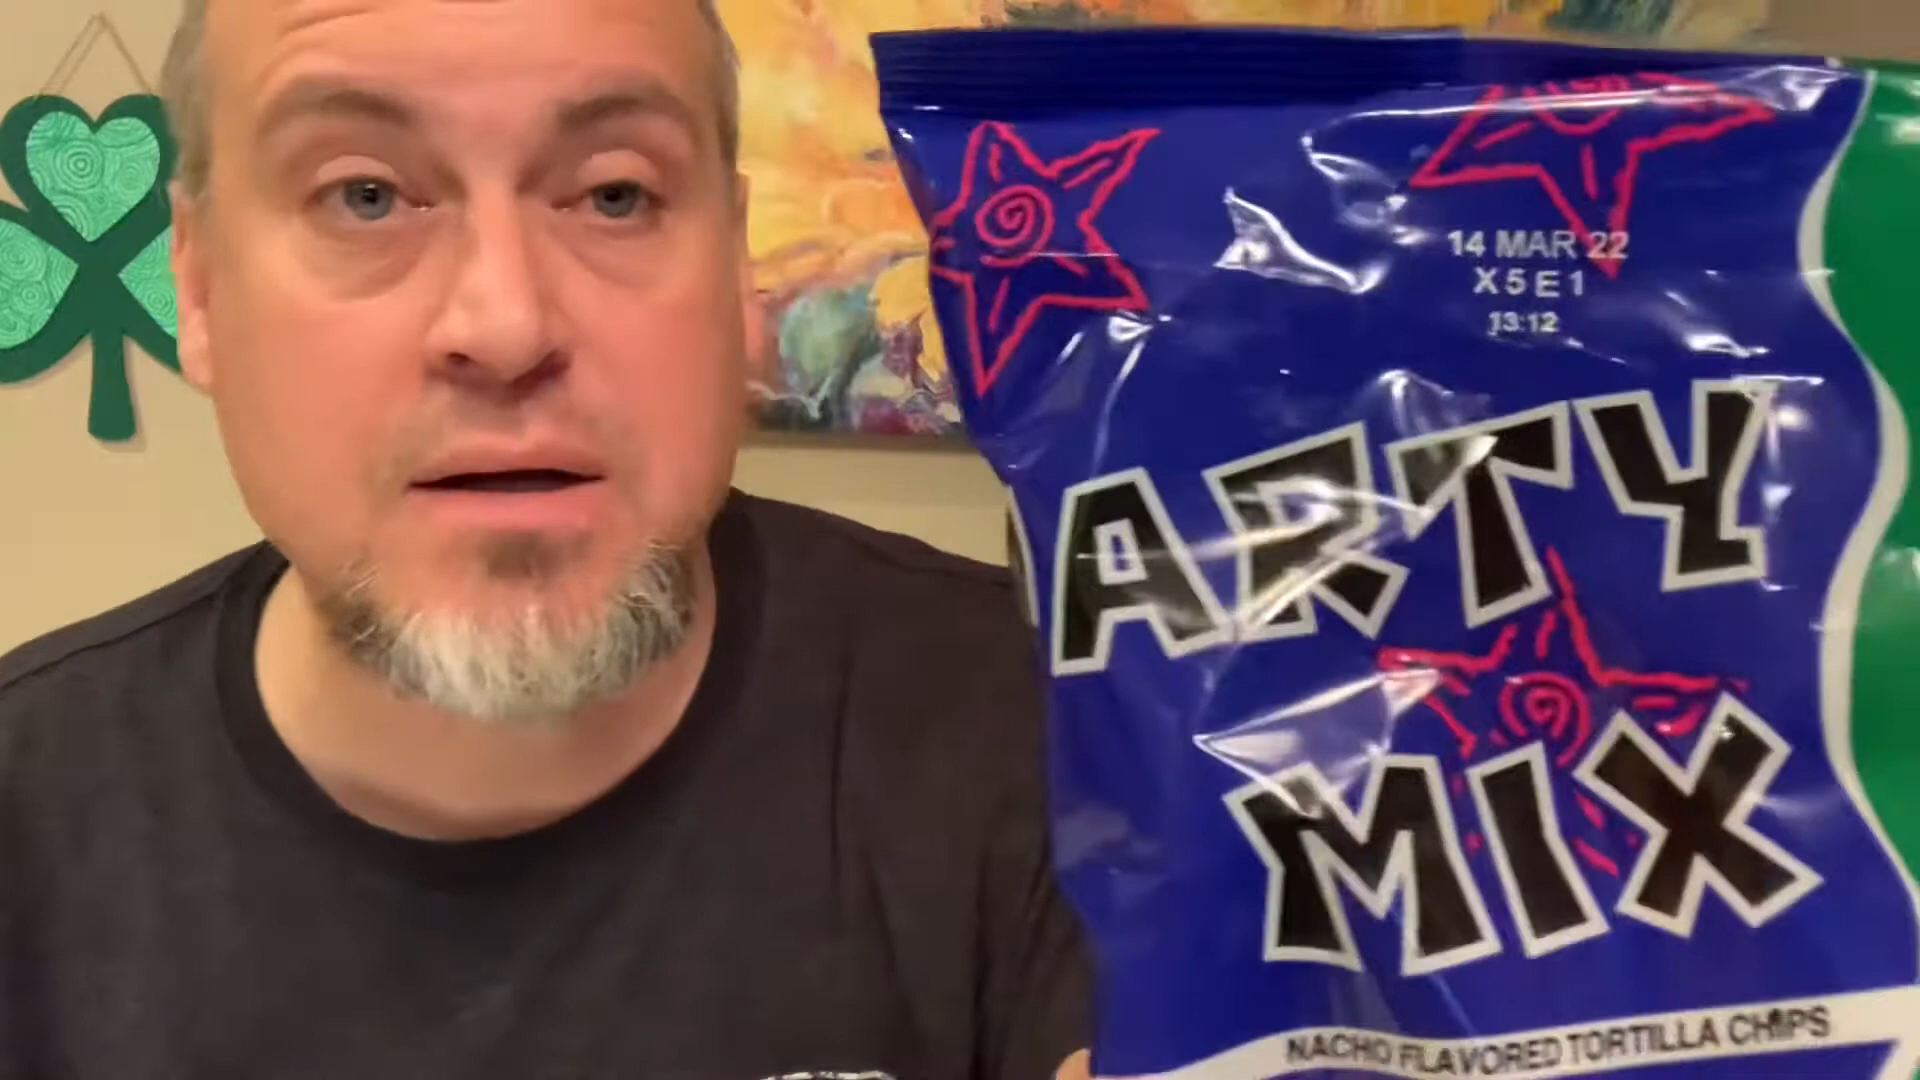 14 MAR 22
X5E1
13:12
ARTY
MIX
NACHO FLAVORED TORTILLA CHIPS